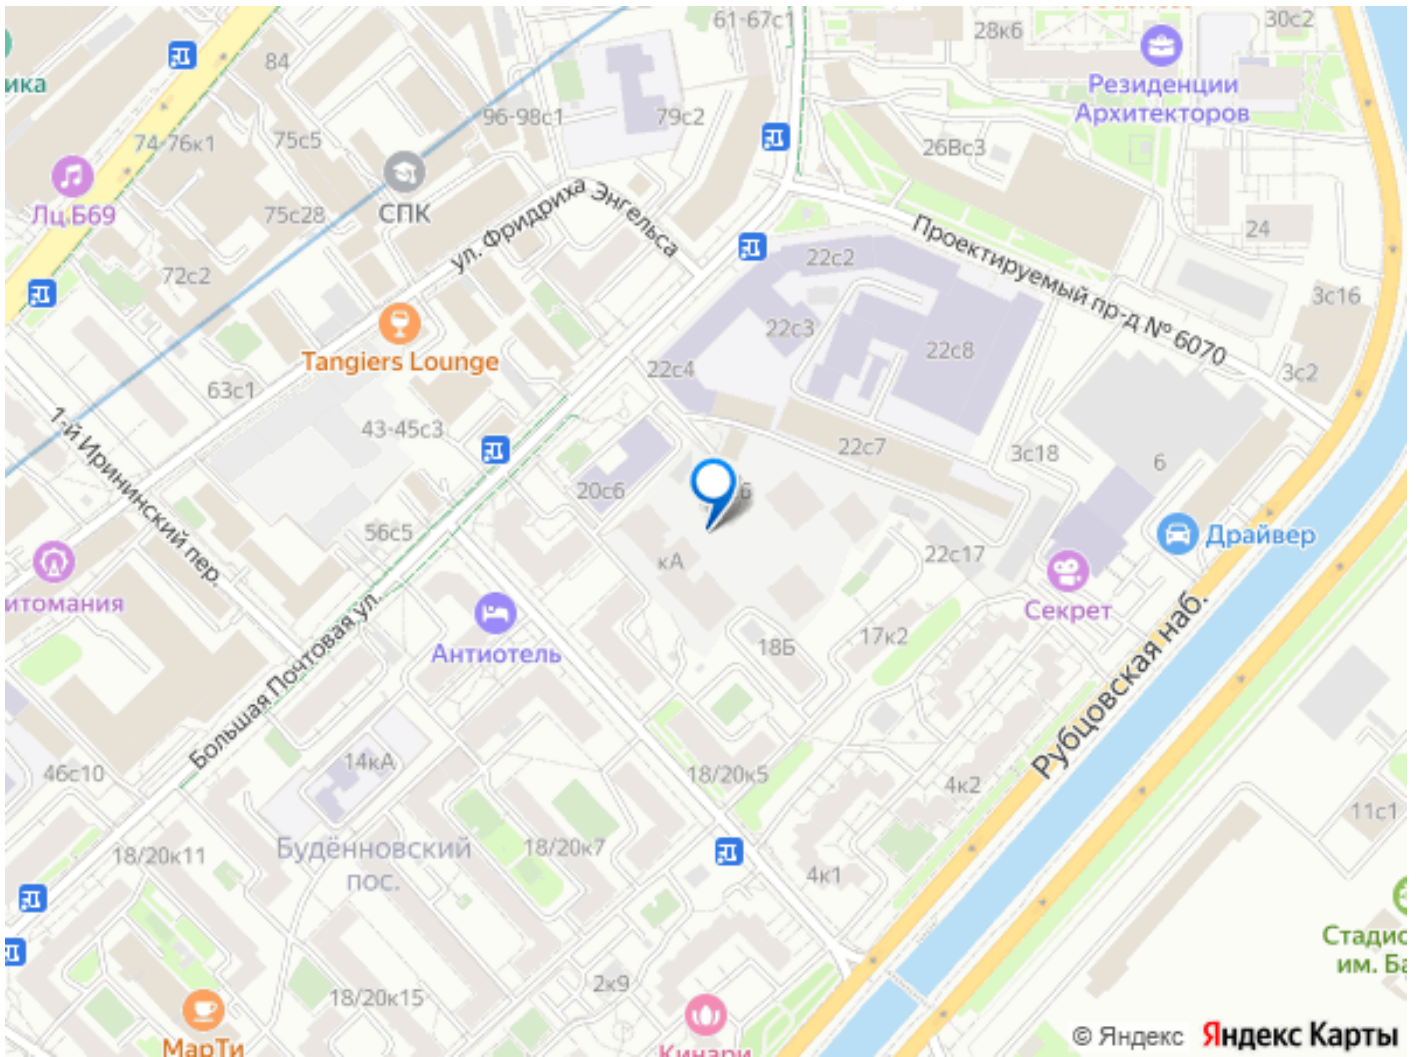 61-67с1
30с2
28к6
84
ика
Резиденции
Архитекторов
96-98с1
79с2
74-76к1
75с5
26Вс3
Лц Б69
75с28
СПК
ул. Фридриха Энгельса
Проектируемый пр-д № 6070
24
22с2
72с2
3с16
22с3
Tangiers Lounge
22с8
22с4
3с2
63с1
1-й Ирининский пер.
43-45с3
22с7
3с18
6
20с6
Б
56с5
Драйвер
кА
22с17
итомания
Секрет
Антиотель
17к2
18Б
Большая Почтовая ул.
Рубцовская наб.
46с10
14кА
18/20к5
4к2
11с1
Будённовский
пос.
18/20к11
18/20к7
4к1
Стадис
им. Ба
2к9
18/20к15
МарТи
Кинари
© Яндекс Яндекс Карты